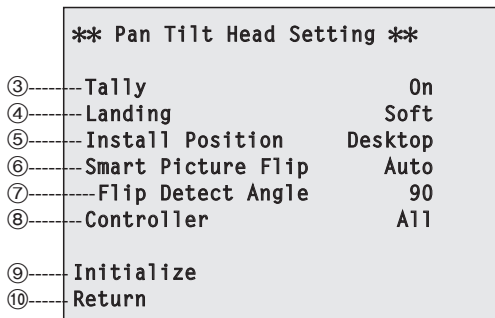 ** Pan Tilt Head Setting **
③------Tally On
④------Landing Soft
⑤------Install Position Desktop
⑥------Smart Picture Flip Auto
⑦-------Flip Detect Angle 90
⑧------Controller All
⑨-----Initialize
⑩-----Return